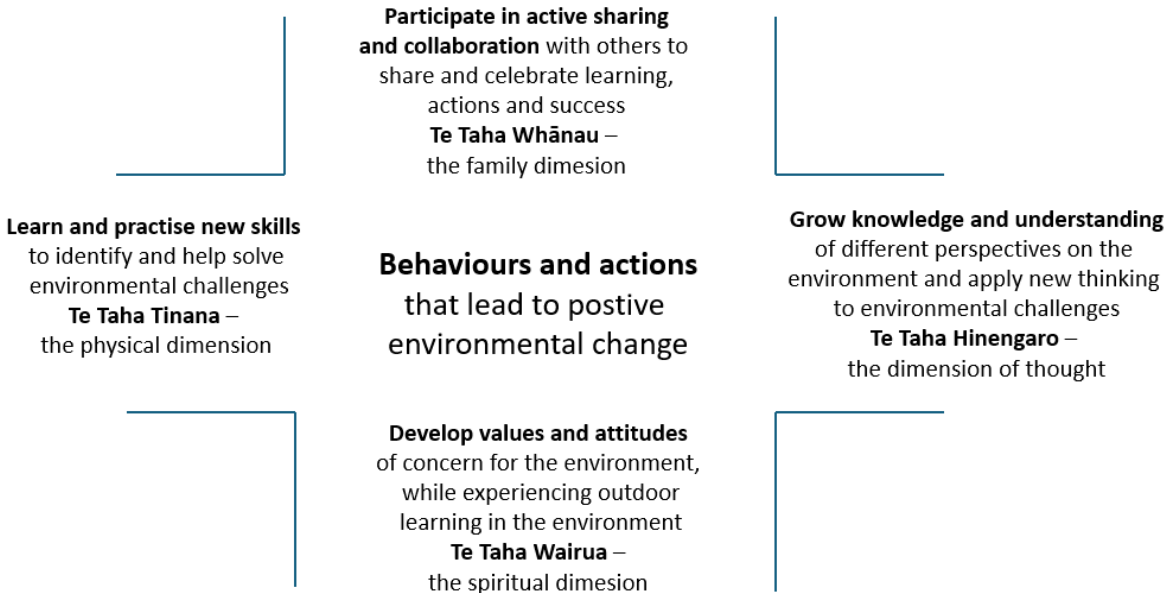 Participate in active sharing
and collaboration with others to
share and celebrate learning,
actions and success
Te Taha Whānau –
the family dimesion
Learn and practise new skills
to identify and help solve
environmental challenges
Te Taha Tinana –
the physical dimension
Behaviours and actions
that lead to postive
environmental change
Grow knowledge and understanding
of different perspectives on the
environment and apply new thinking
to environmental challenges
Te Taha Hinengaro –
the dimension of thought
Develop values and attitudes
of concern for the environment,
while experiencing outdoor
learning in the environment
Te Taha Wairua –
the spiritual dimesion